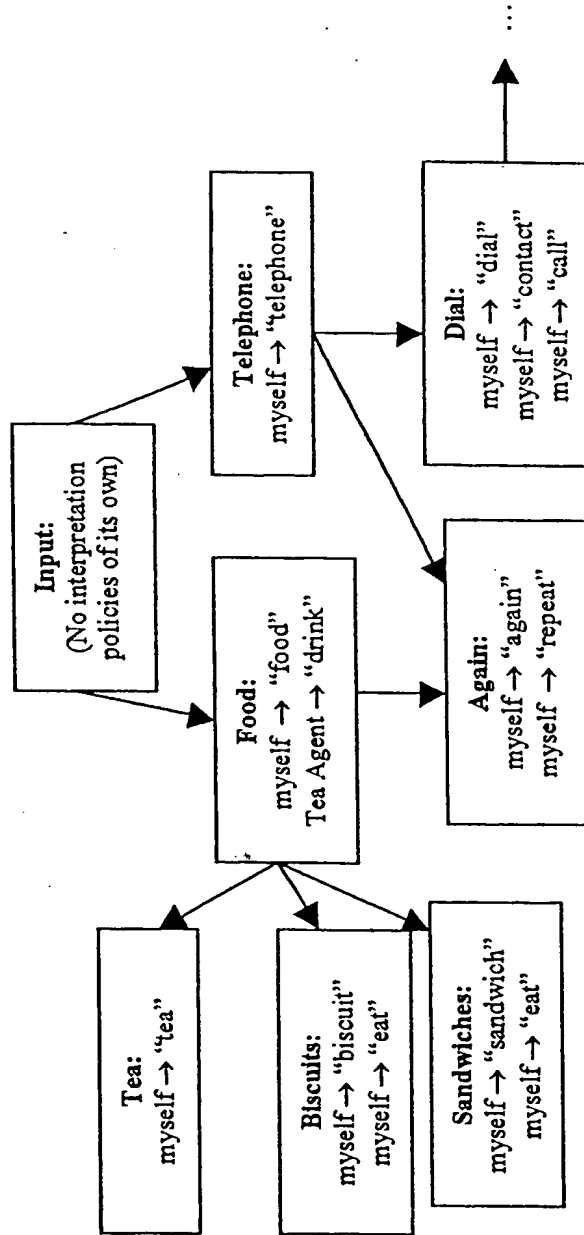 Input:
(No interpretation
policies of its own)
Food:
myself → “food”
Tea Agent → “drink”
Telephone:
myself → “telephone”
Tea:
myself → “tea”
Biscuits:
myself → “biscuit”
myself → “eat”
Sandwiches:
myself → “sandwich”
myself → “eat”
Again:
myself → “again”
myself → “repeat”
Dial:
myself → “dial”
myself → “contact”
myself → “call”
...